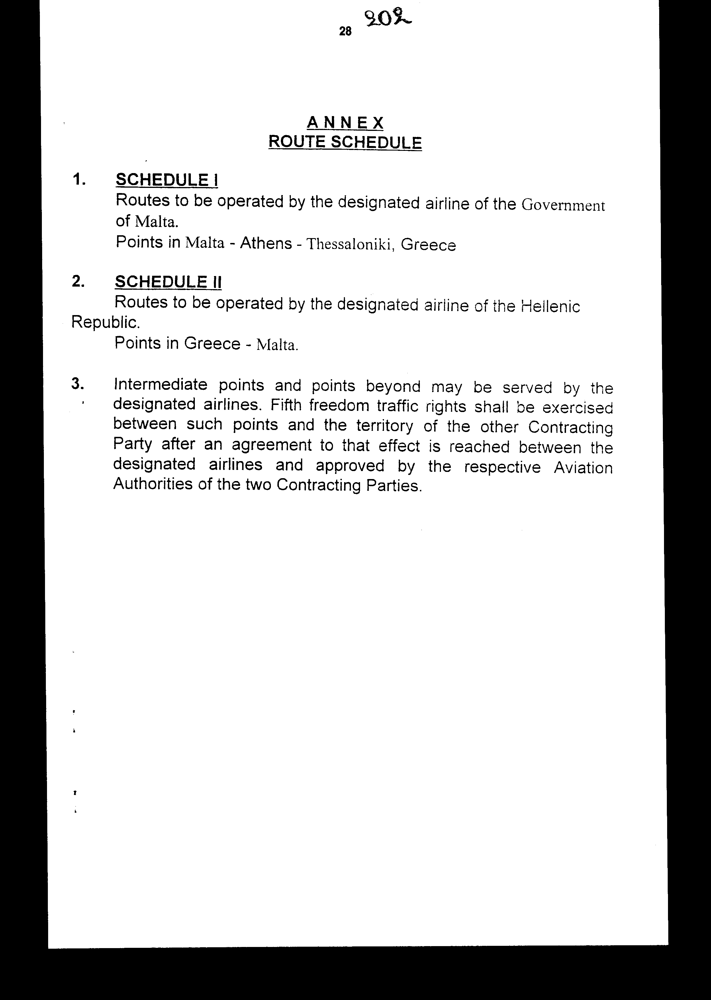 202
28
A N N E X
ROUTE SCHEDULE
1. SCHEDULE I
Routes to be operated by the designated airline of the Government
of Malta.
Points in Malta - Athens - Thessaloniki, Greece
2. SCHEDULE II
Routes to be operated by the designated airline of the Hellenic
Republic.
Points in Greece - Malta.
3. Intermediate points and points beyond may be served by the
designated airlines. Fifth freedom traffic rights shall be exercised
between such points and the territory of the other Contracting
Party after an agreement to that effect is reached between the
designated airlines and approved by the respective Aviation
Authorities of the two Contracting Parties.